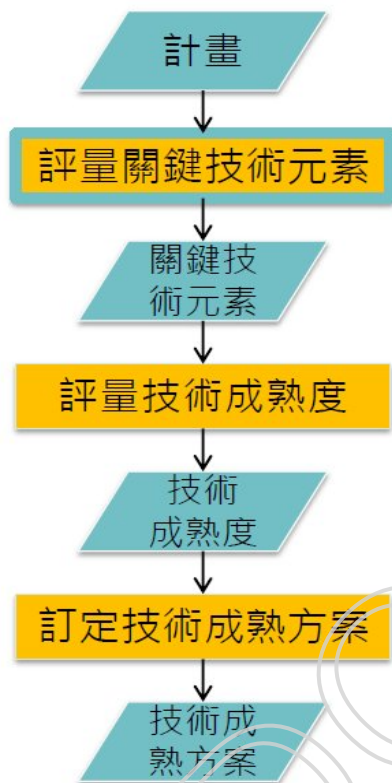 計畫
評量關鍵技術元素
關鍵技
術元素
評量技術成熟度
技術
成熟度
訂定技術成熟方案
技術成
熟方案